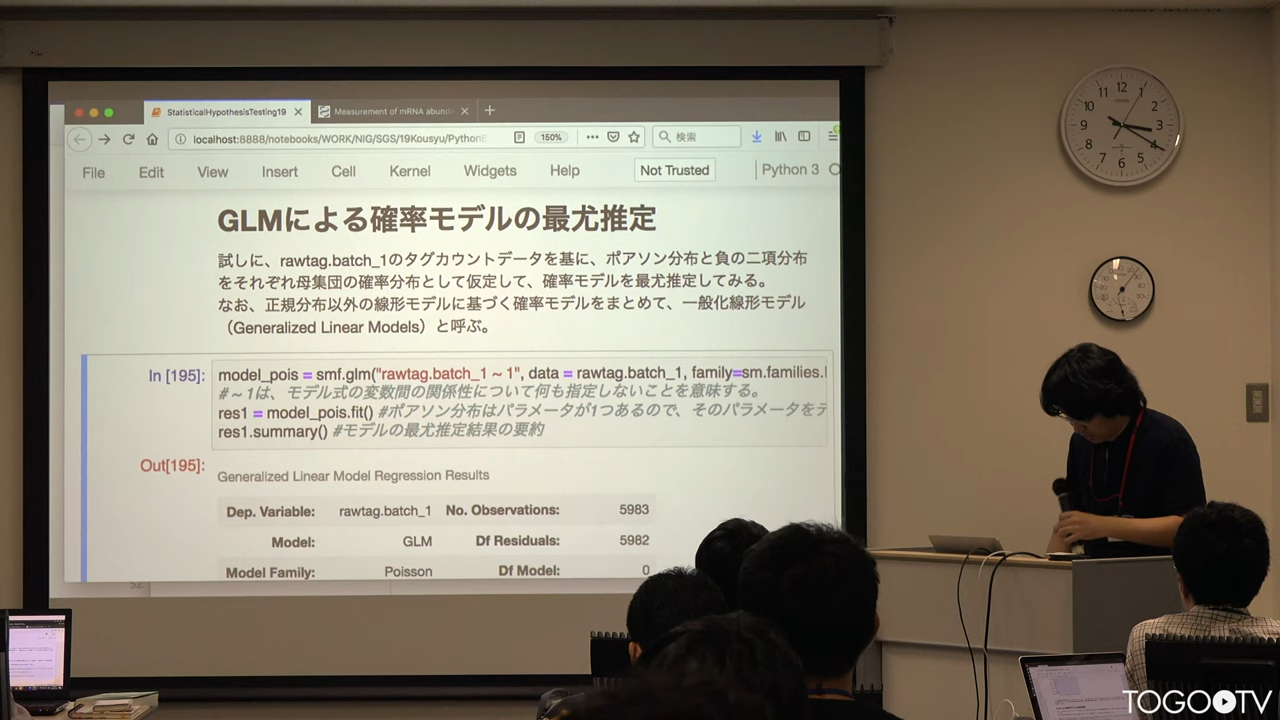 StatisticalHypothesisTesting19
Measurement of mRNA abund
localhost:8888/notebooks/WORK/NIG/SGS/19Kousyu/PythonE
150%
検索
File Edit View Insert Cell Kernel Widgets Help Not Trusted Python 3
GLMによる確率モデルの最尤推定
試しに、rawtag.batch_1のタグカウントデータを基に、ポアソン分布と負の二項分布
をそれぞれ母集団の確率分布として仮定して、確率モデルを最尤推定してみる。
なお、正規分布以外の線形モデルに基づく確率モデルをまとめて、一般化線形モデル
（Generalized Linear Models）と呼ぶ。
In [195]: model_pois = smf.glm("rawtag.batch_1 ~ 1", data = rawtag.batch_1, family=sm.families.
#～1は、モデル式の変数間の関係性について何も指定しないことを意味する。
res1 = model_pois.fit() #ポアソン分布はパラメータが1つあるので、そのパラメータをデ
res1.summary() #モデルの最尤推定結果の要約
Out[195]:
Generalized Linear Model Regression Results
Dep. Variable: rawtag.batch_1 No. Observations: 5983
Model: GLM Df Residuals: 5982
Model Family: Poisson Df Model: 0
12 1 2 3 4 5 6 7 8 9 10 11
TOGOTV